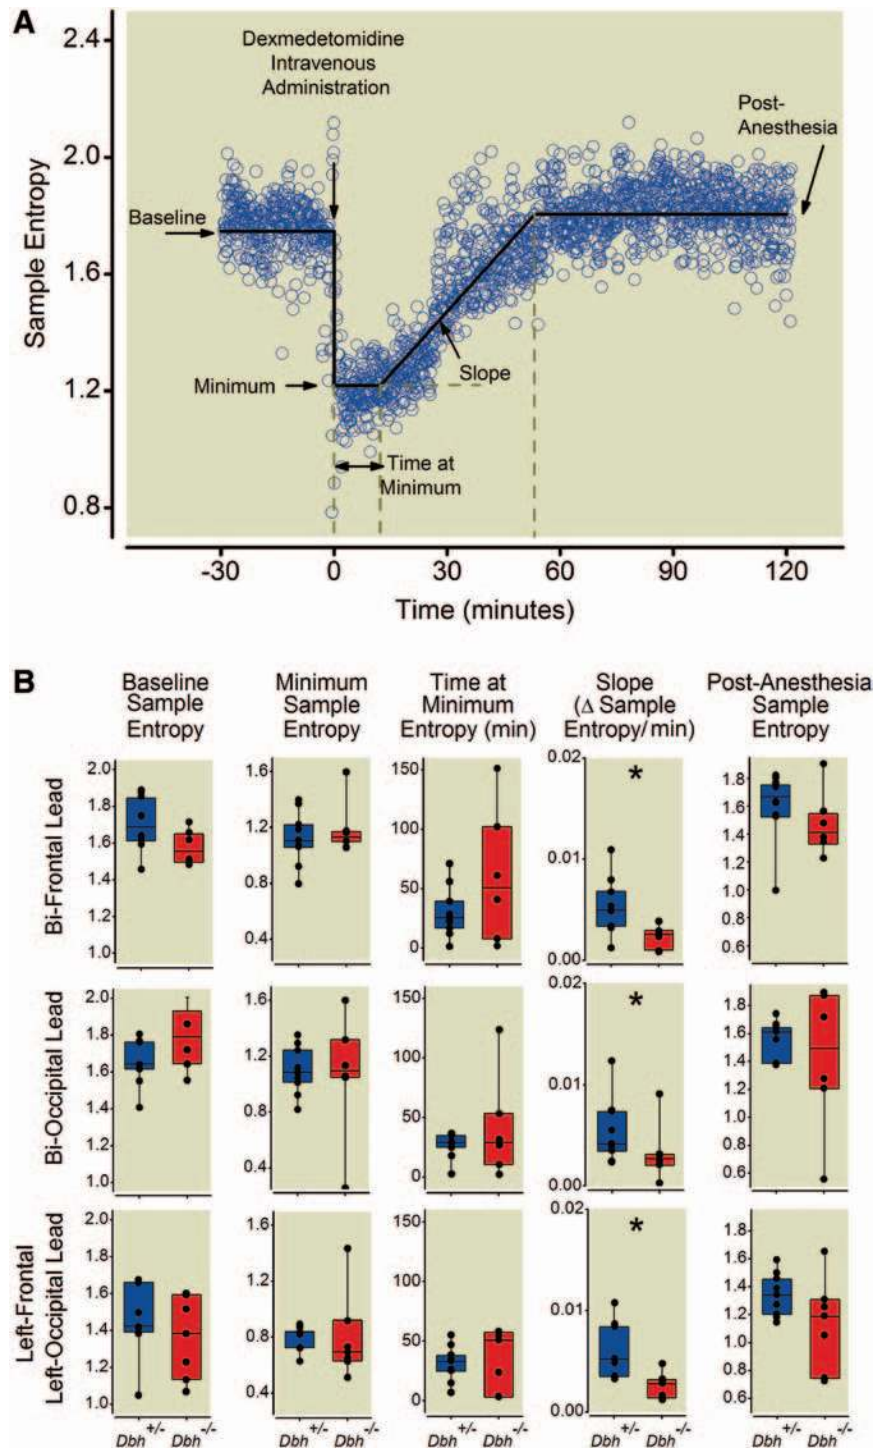 A
2.4
2.0
1.6
1.2
0.8
Sample Entropy
Dexmedetomidine
Intravenous
Administration
Post-
Anesthesia
Baseline
Minimum
Slope
Time at
Minimum
-30
0
30
60
90
120
Time (minutes)
B
Baseline
Sample
Entropy
Minimum
Sample
Entropy
Time at
Minimum
Entropy (min)
Slope
(Δ Sample
Entropy/min)
Post-Anesthesia
Sample
Entropy
Bi-Frontal Lead
2.0
1.8
1.6
1.4
1.2
1.0
1.6
1.2
0.8
0.4
150
100
50
0
0.02
0.01
0.00
*
1.8
1.6
1.4
1.2
1.0
0.8
0.6
Bi-Occipital Lead
2.0
1.8
1.6
1.4
1.2
1.0
1.6
1.2
0.8
0.4
150
100
50
0
0.02
0.01
0.00
*
1.8
1.6
1.4
1.2
1.0
0.8
0.6
Left-Frontal
Left-Occipital Lead
2.0
1.8
1.6
1.4
1.2
1.0
1.6
1.2
0.8
0.4
150
100
50
0
0.02
0.01
0.00
*
1.8
1.6
1.4
1.2
1.0
0.8
0.6
Dbh+/- Dbh-/-
Dbh+/- Dbh-/-
Dbh+/- Dbh-/-
Dbh+/- Dbh-/-
Dbh+/- Dbh-/-